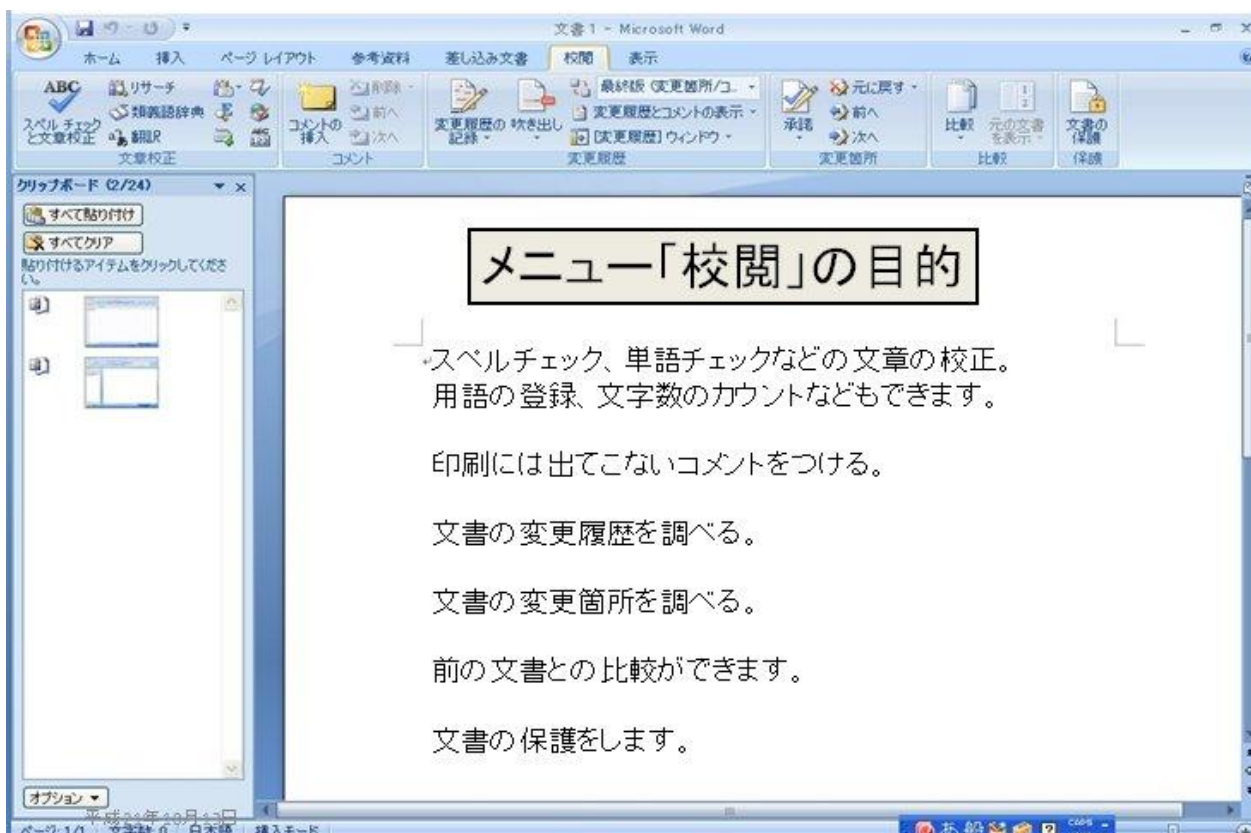 文書1 - Microsoft Word
ホーム 挿入 ページ レイアウト 参考資料 差し込み文書 校閲 表示
ABC
スペル チェック
と文章校正
リサーチ
類義語辞典
翻訳
文章校正
コメントの
挿入
削除
前へ
次へ
コメント
変更履歴の
記録
吹き出し
最終版 (変更箇所/コ...
変更履歴とコメントの表示
[変更履歴] ウィンドウ
変更履歴
承諾
元に戻す
前へ
次へ
変更箇所
比較
元の文書
を表示
比較
文書の
保護
保護
クリップボード (2/24)
すべて貼り付け
すべてクリア
貼り付けるアイテムをクリックしてくださ
い。
メニュー「校閲」の目的
スペルチェック、単語チェックなどの文章の校正。
用語の登録、文字数のカウントなどもできます。
印刷には出てこないコメントをつける。
文書の変更履歴を調べる。
文書の変更箇所を調べる。
前の文書との比較ができます。
文書の保護をします。
オプション
ページ: 1/1 文字数: 0 日本語 挿入モード
あ 般 CAPS